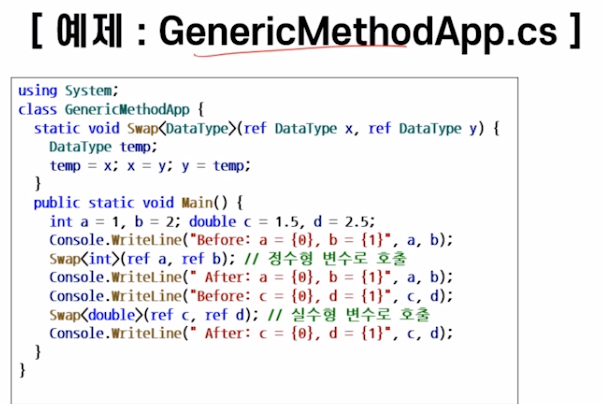 [ 예제 : GenericMethodApp.cs ]
using System;
class GenericMethodApp {
static void Swap<DataType>(ref DataType x, ref DataType y) {
DataType temp;
temp = x; x = y; y = temp;
}
public static void Main() {
int a = 1, b = 2; double c = 1.5, d = 2.5;
Console.WriteLine("Before: a = {0}, b = {1}", a, b);
Swap<int>(ref a, ref b); // 정수형 변수로 호출
Console.WriteLine(" After: a = {0}, b = {1}", a, b);
Console.WriteLine("Before: c = {0}, d = {1}", c, d);
Swap<double>(ref c, ref d); // 실수형 변수로 호출
Console.WriteLine(" After: c = {0}, d = {1}", c, d);
}
}